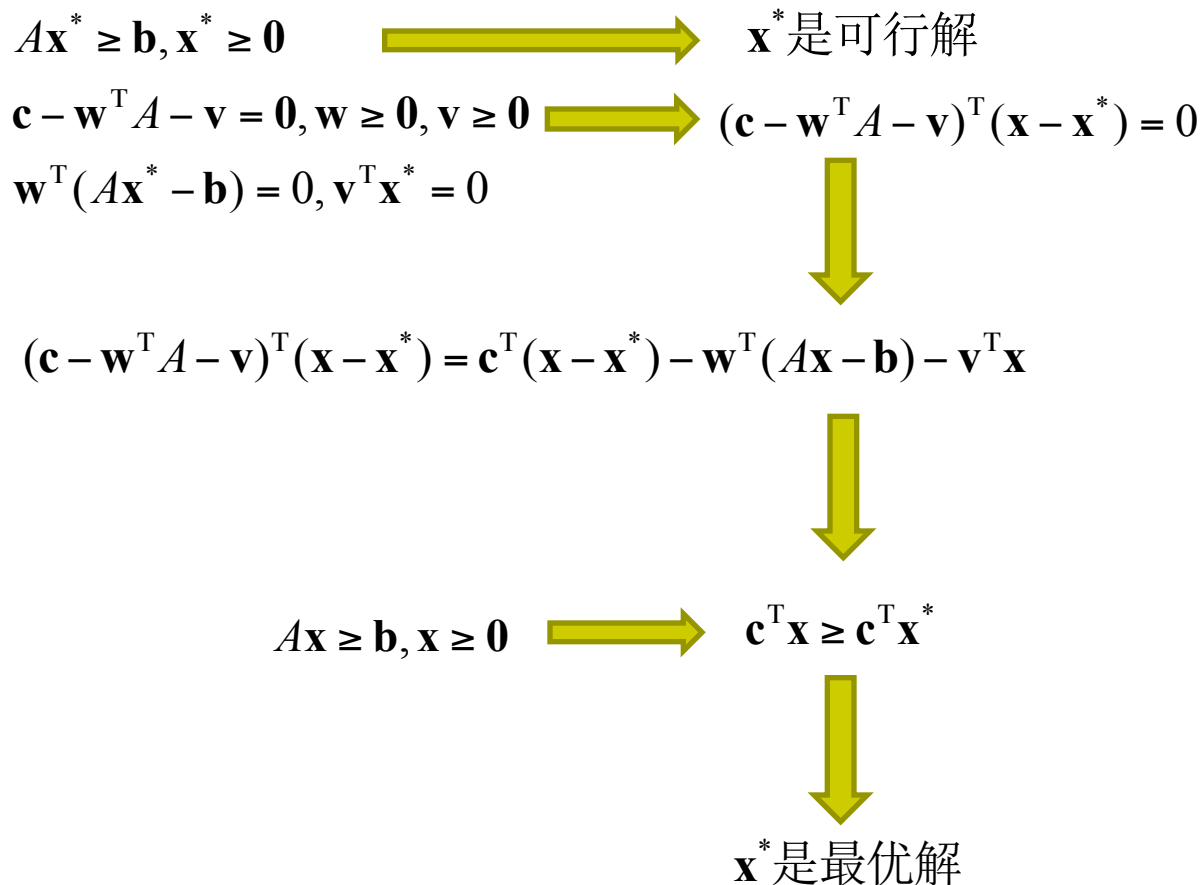 Ax* ≥ b, x* ≥ 0
x*是可行解
c − wᵀA − v = 0, w ≥ 0, v ≥ 0
(c − wᵀA − v)ᵀ(x − x*) = 0
wᵀ(Ax* − b) = 0, vᵀx* = 0
(c − wᵀA − v)ᵀ(x − x*) = cᵀ(x − x*) − wᵀ(Ax − b) − vᵀx
Ax ≥ b, x ≥ 0
cᵀx ≥ cᵀx*
x*是最优解